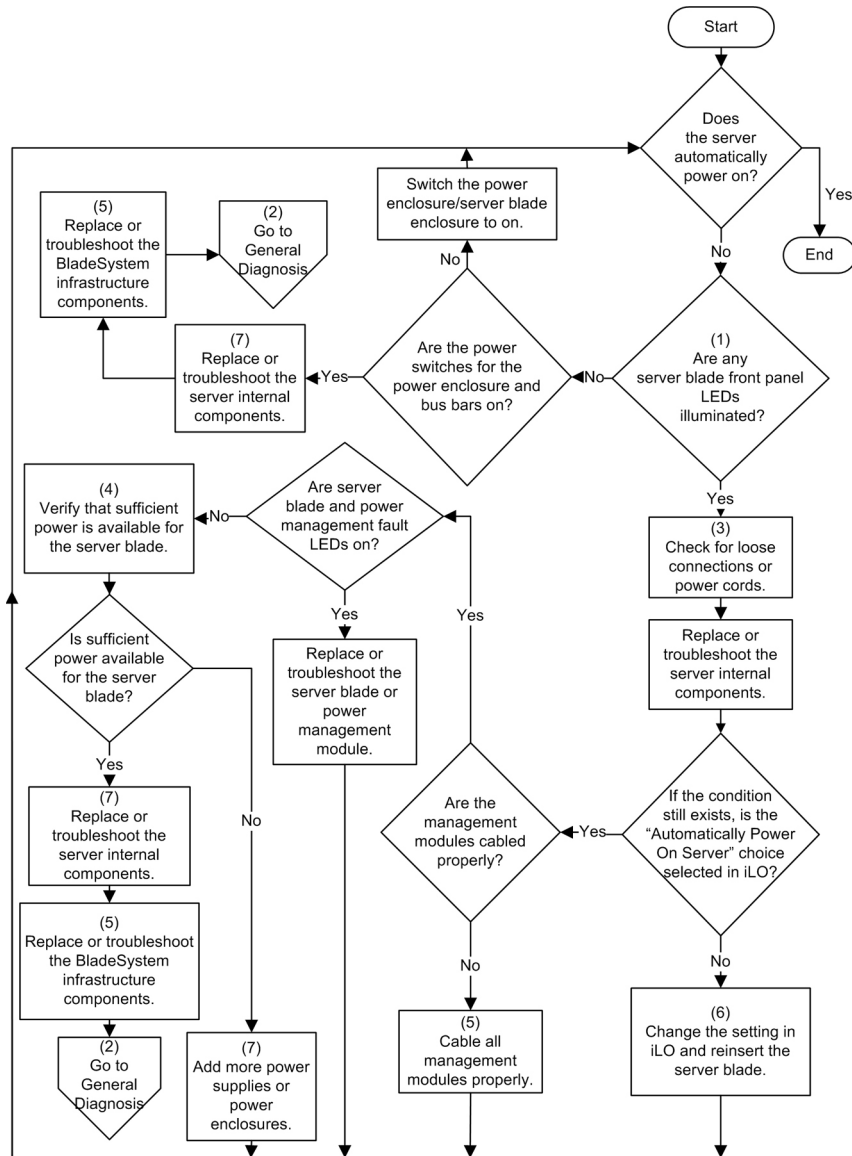 Start
Does
the server
automatically
power on?
Yes
End
No
(1)
Are any
server blade front panel
LEDs
illuminated?
No
Are the power
switches for the
power enclosure and
bus bars on?
No
Switch the power
enclosure/server blade
enclosure to on.
Yes
(7)
Replace or
troubleshoot the
server internal
components.
(5)
Replace or
troubleshoot the
BladeSystem
infrastructure
components.
(2)
Go to
General
Diagnosis
Yes
(3)
Check for loose
connections or
power cords.
Replace or
troubleshoot the
server internal
components.
If the condition
still exists, is the
“Automatically Power
On Server” choice
selected in iLO?
No
(6)
Change the setting in
iLO and reinsert the
server blade.
Yes
Are the
management
modules cabled
properly?
No
(5)
Cable all
management
modules properly.
Yes
Are server
blade and power
management fault
LEDs on?
Yes
Replace or
troubleshoot the
server blade or
power
management
module.
No
(4)
Verify that sufficient
power is available for
the server blade.
Is sufficient
power available
for the server
blade?
No
(7)
Add more power
supplies or
power
enclosures.
Yes
(7)
Replace or
troubleshoot the
server internal
components.
(5)
Replace or troubleshoot
the BladeSystem
infrastructure
components.
(2)
Go to
General
Diagnosis